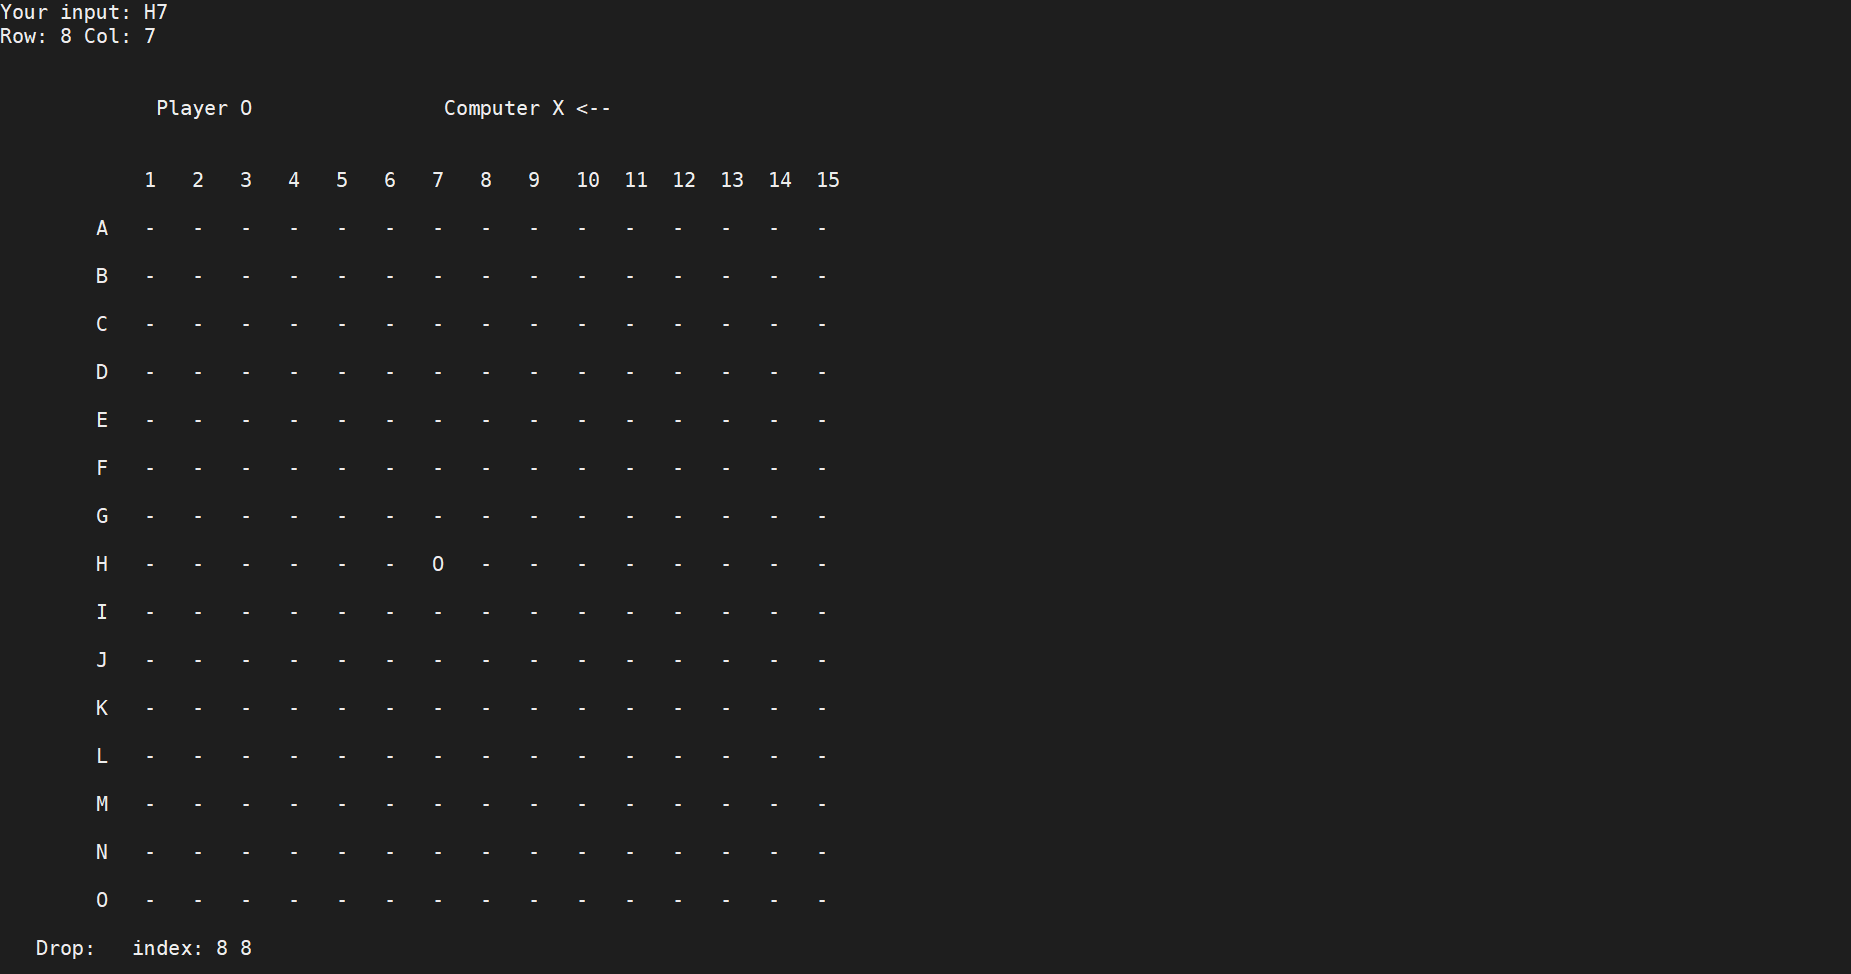 Your input: H7
Row: 8 Col: 7
Player O                Computer X <--
1   2   3   4   5   6   7   8   9   10  11  12  13  14  15
A   -   -   -   -   -   -   -   -   -   -   -   -   -   -   -
B   -   -   -   -   -   -   -   -   -   -   -   -   -   -   -
C   -   -   -   -   -   -   -   -   -   -   -   -   -   -   -
D   -   -   -   -   -   -   -   -   -   -   -   -   -   -   -
E   -   -   -   -   -   -   -   -   -   -   -   -   -   -   -
F   -   -   -   -   -   -   -   -   -   -   -   -   -   -   -
G   -   -   -   -   -   -   -   -   -   -   -   -   -   -   -
H   -   -   -   -   -   -   O   -   -   -   -   -   -   -   -
I   -   -   -   -   -   -   -   -   -   -   -   -   -   -   -
J   -   -   -   -   -   -   -   -   -   -   -   -   -   -   -
K   -   -   -   -   -   -   -   -   -   -   -   -   -   -   -
L   -   -   -   -   -   -   -   -   -   -   -   -   -   -   -
M   -   -   -   -   -   -   -   -   -   -   -   -   -   -   -
N   -   -   -   -   -   -   -   -   -   -   -   -   -   -   -
O   -   -   -   -   -   -   -   -   -   -   -   -   -   -   -
Drop:   index: 8 8